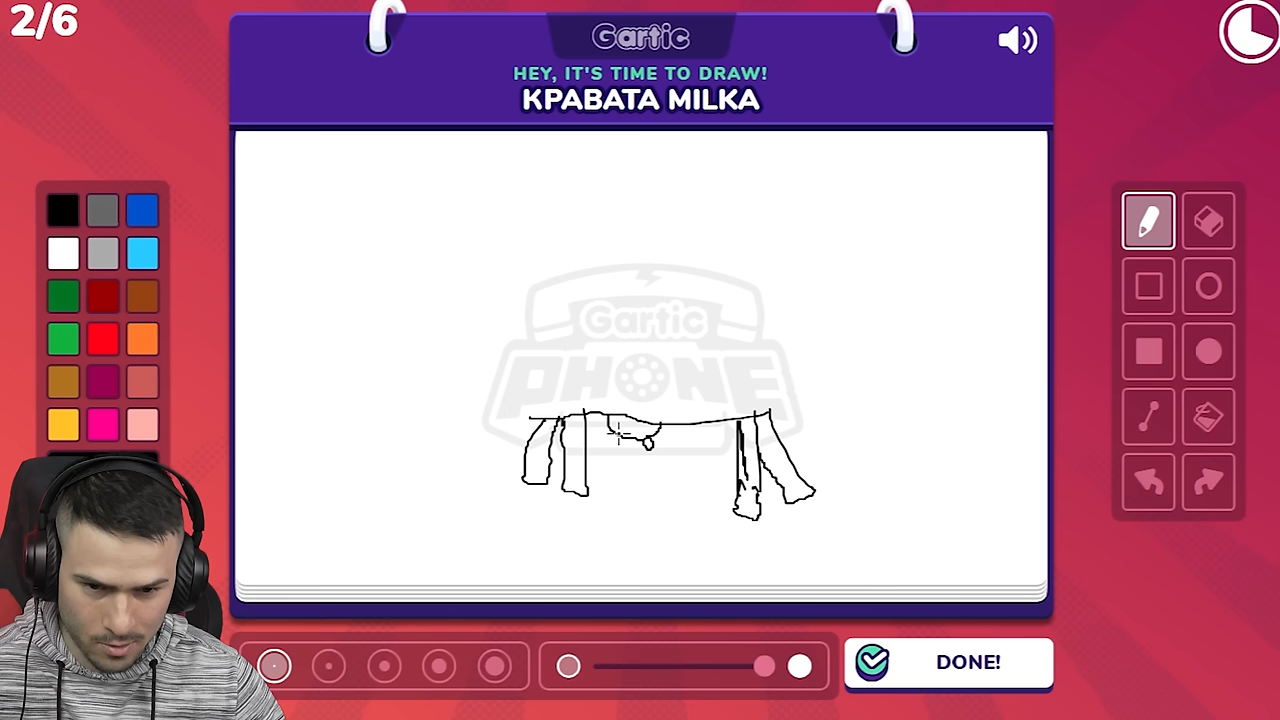 2/6
Gartic
HEY, IT'S TIME TO DRAW!
КРАВАТА MILKA
Gartic
PHONE
DONE!